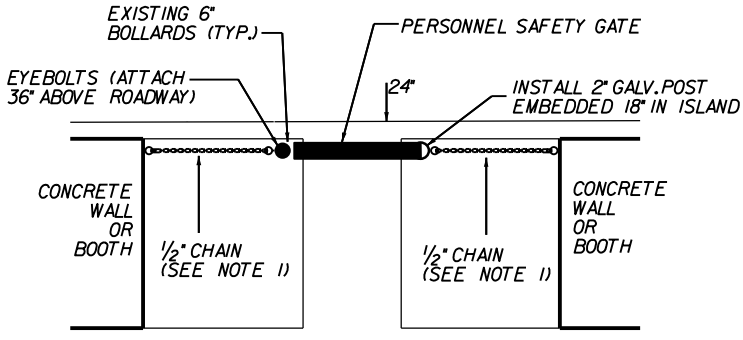 EXISTING 6"
BOLLARDS (TYP.)
PERSONNEL SAFETY GATE
EYEBOLTS (ATTACH
36" ABOVE ROADWAY)
24"
INSTALL 2" GALV. POST
EMBEDDED 18" IN ISLAND
CONCRETE
WALL
OR
BOOTH
1/2" CHAIN
(SEE NOTE 1)
1/2" CHAIN
(SEE NOTE 1)
CONCRETE
WALL
OR
BOOTH